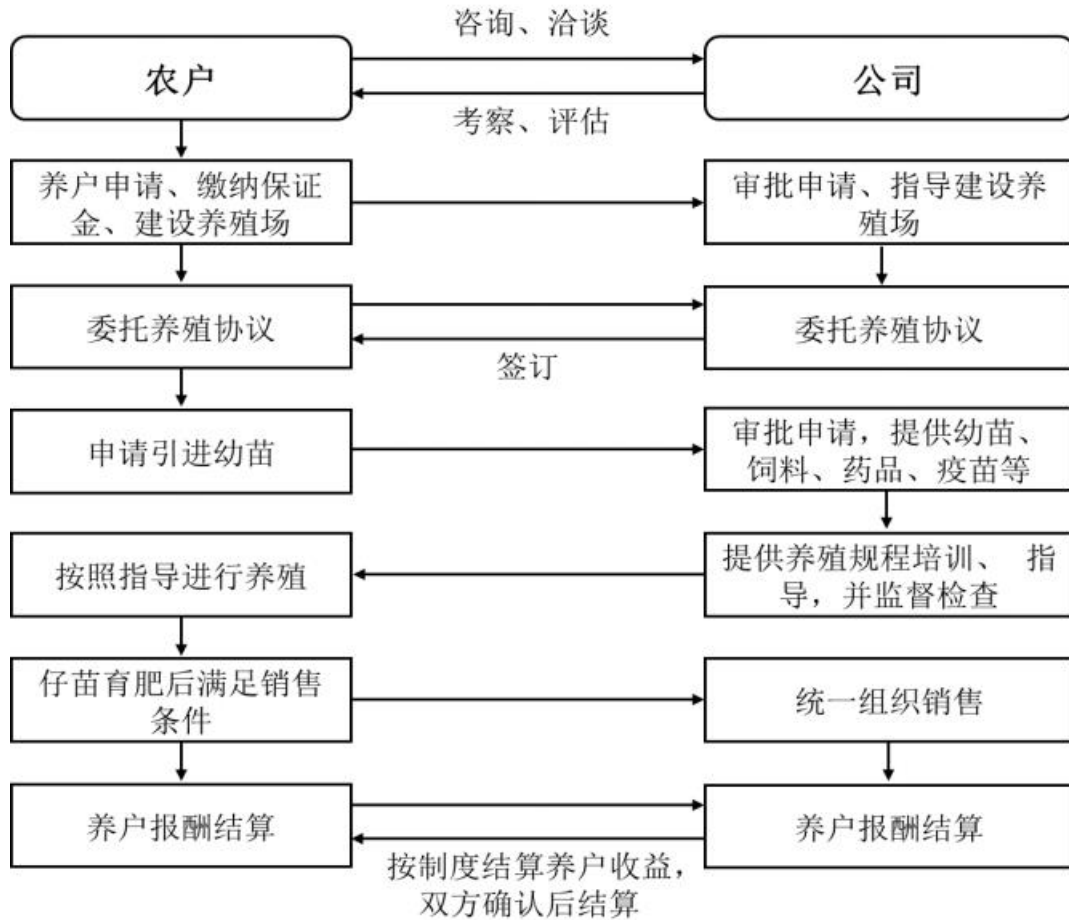 咨询、洽谈
农户
公司
考察、评估
养户申请、缴纳保证
金、建设养殖场
审批申请、指导建设养
殖场
委托养殖协议
委托养殖协议
签订
申请引进幼苗
审批申请，提供幼苗、
饲料、药品、疫苗等
按照指导进行养殖
提供养殖规程培训、 指
导，并监督检查
仔苗育肥后满足销售
条件
统一组织销售
养户报酬结算
养户报酬结算
按制度结算养户收益，
双方确认后结算